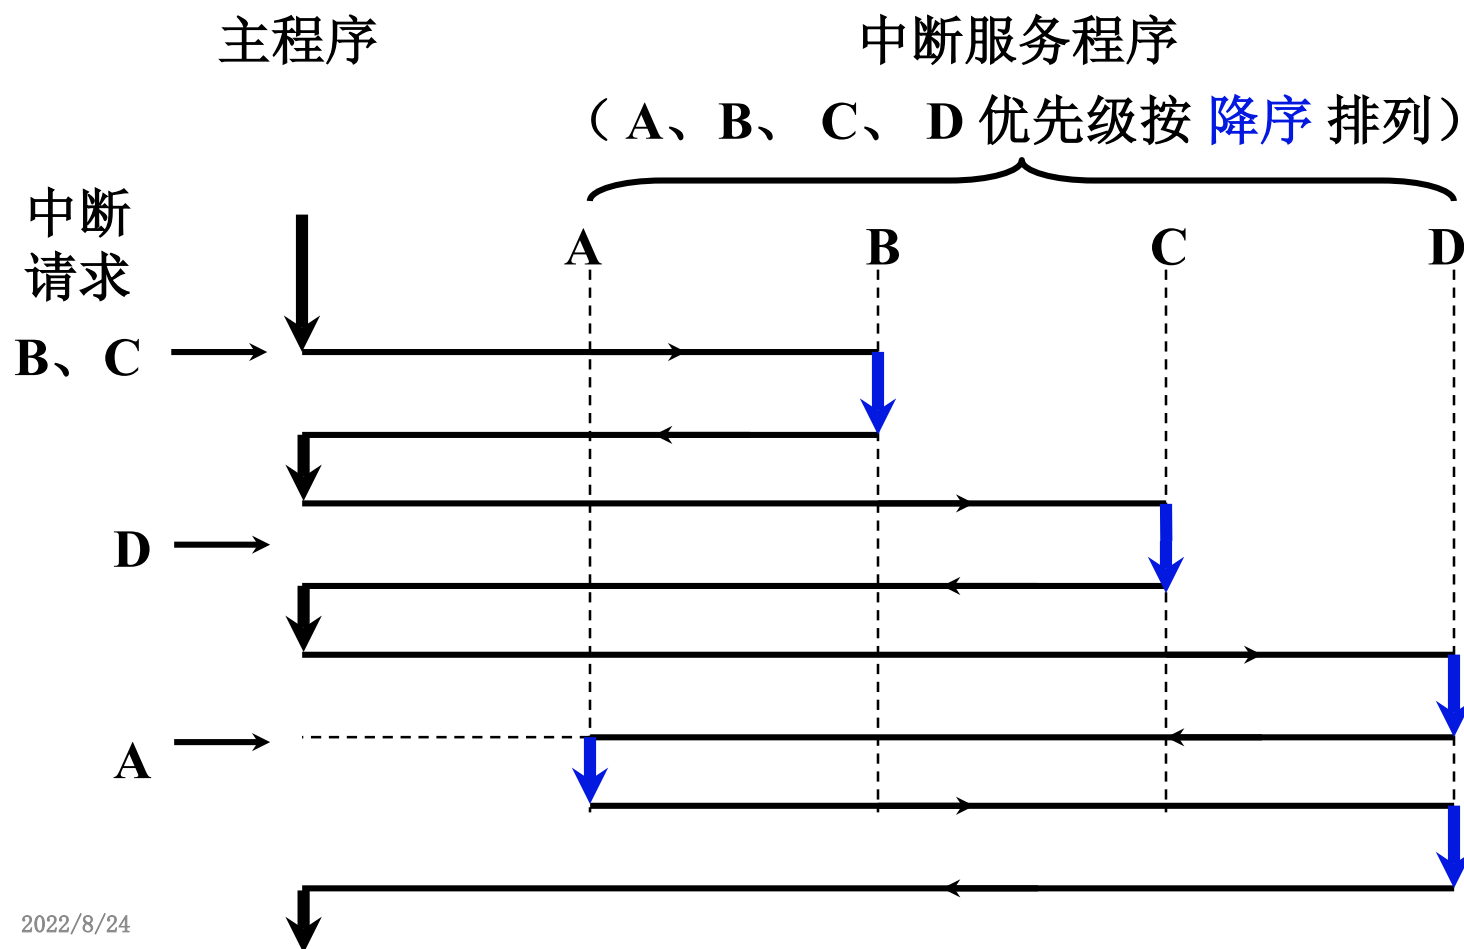 主程序
中断服务程序
（ A、B、 C、 D 优先级按 降序 排列）
中断
请求
A
B
C
D
B、C
D
A
2022/8/24